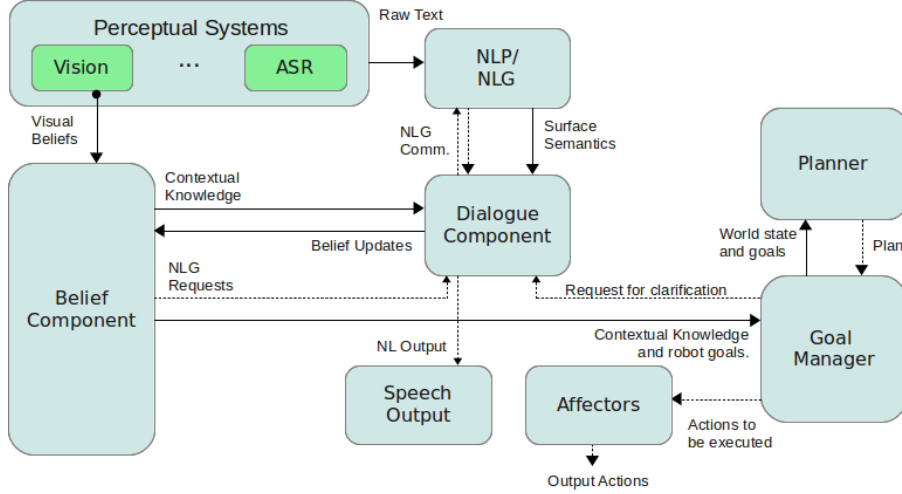 Perceptual Systems
Raw Text
Vision
...
ASR
NLP/
NLG
Visual
Beliefs
NLG
Comm.
Surface
Semantics
Planner
Contextual
Knowledge
Dialogue
Component
Belief Updates
World state
and goals
Plan
NLG
Requests
Request for clarification
Belief
Component
Goal
Manager
Contextual Knowledge
and robot goals.
NL Output
Speech
Output
Affectors
Actions to
be executed
Output Actions